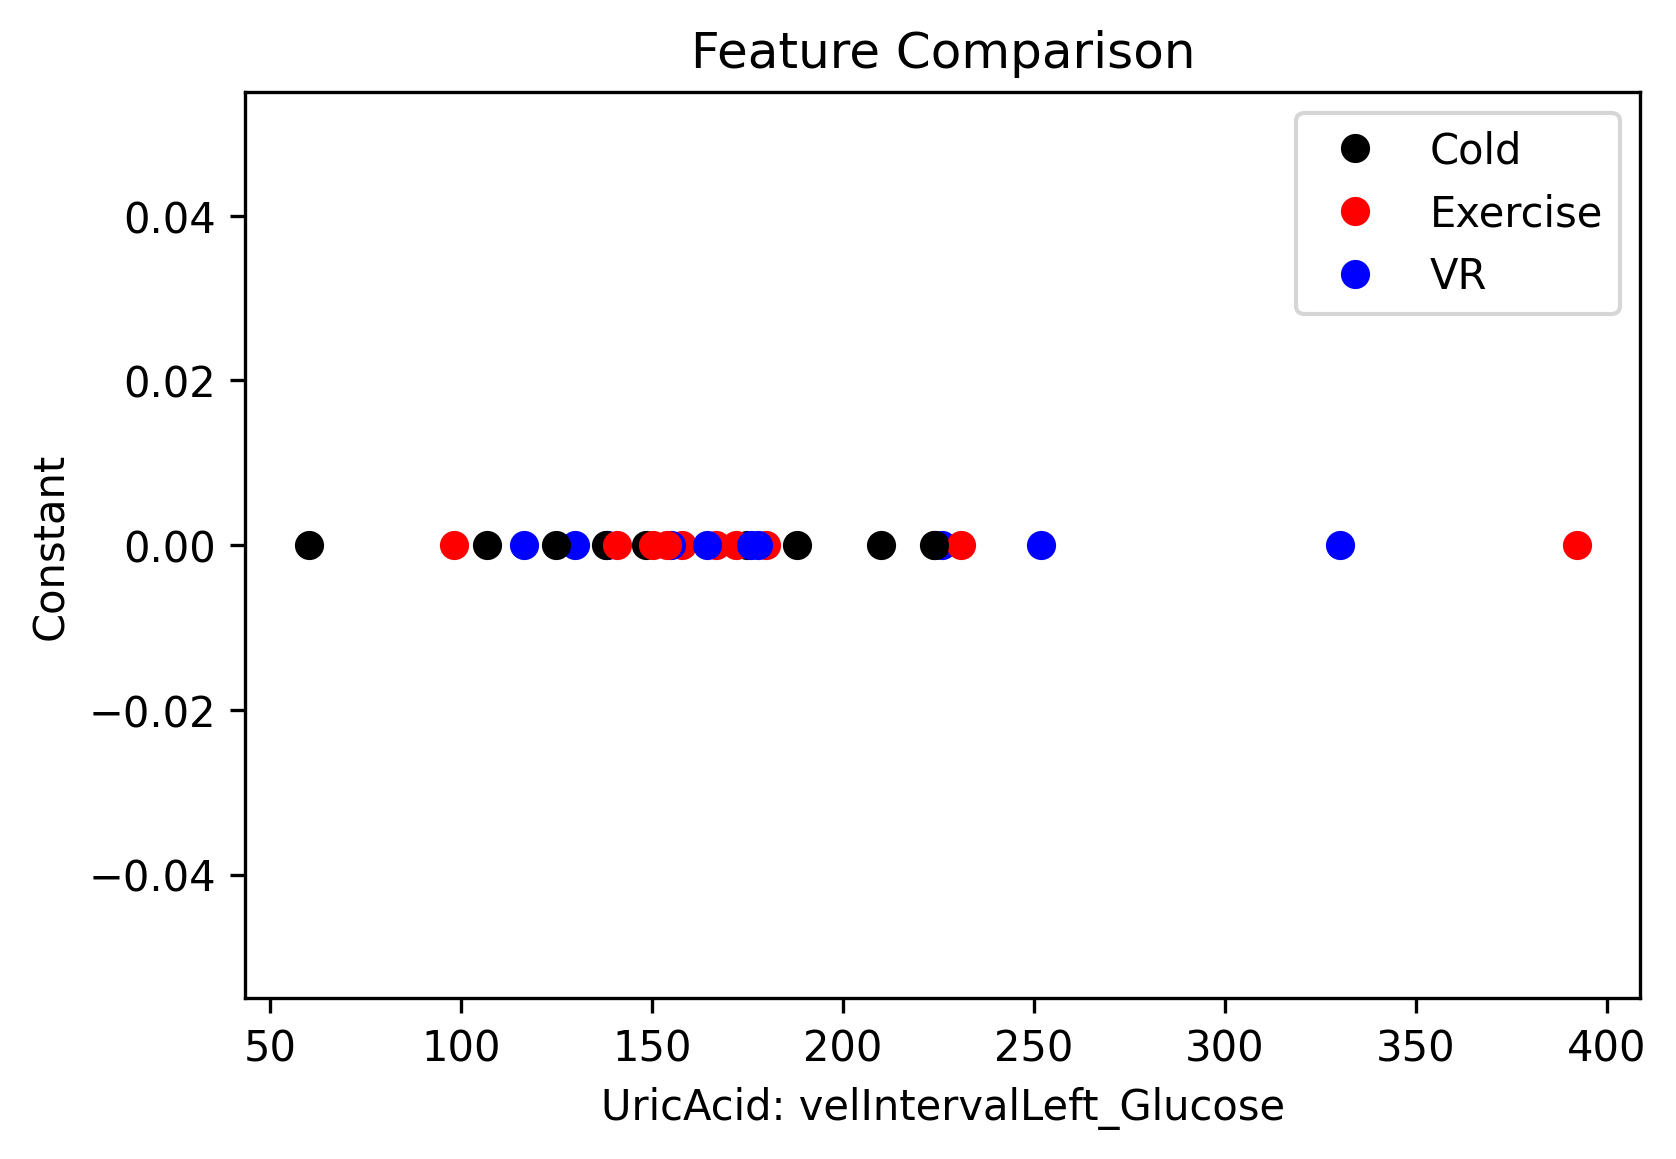 Feature Comparison
Cold
Exercise
VR
0.04
0.02
0.00
−0.02
−0.04
Constant
50 100 150 200 250 300 350 400
UricAcid: velIntervalLeft_Glucose